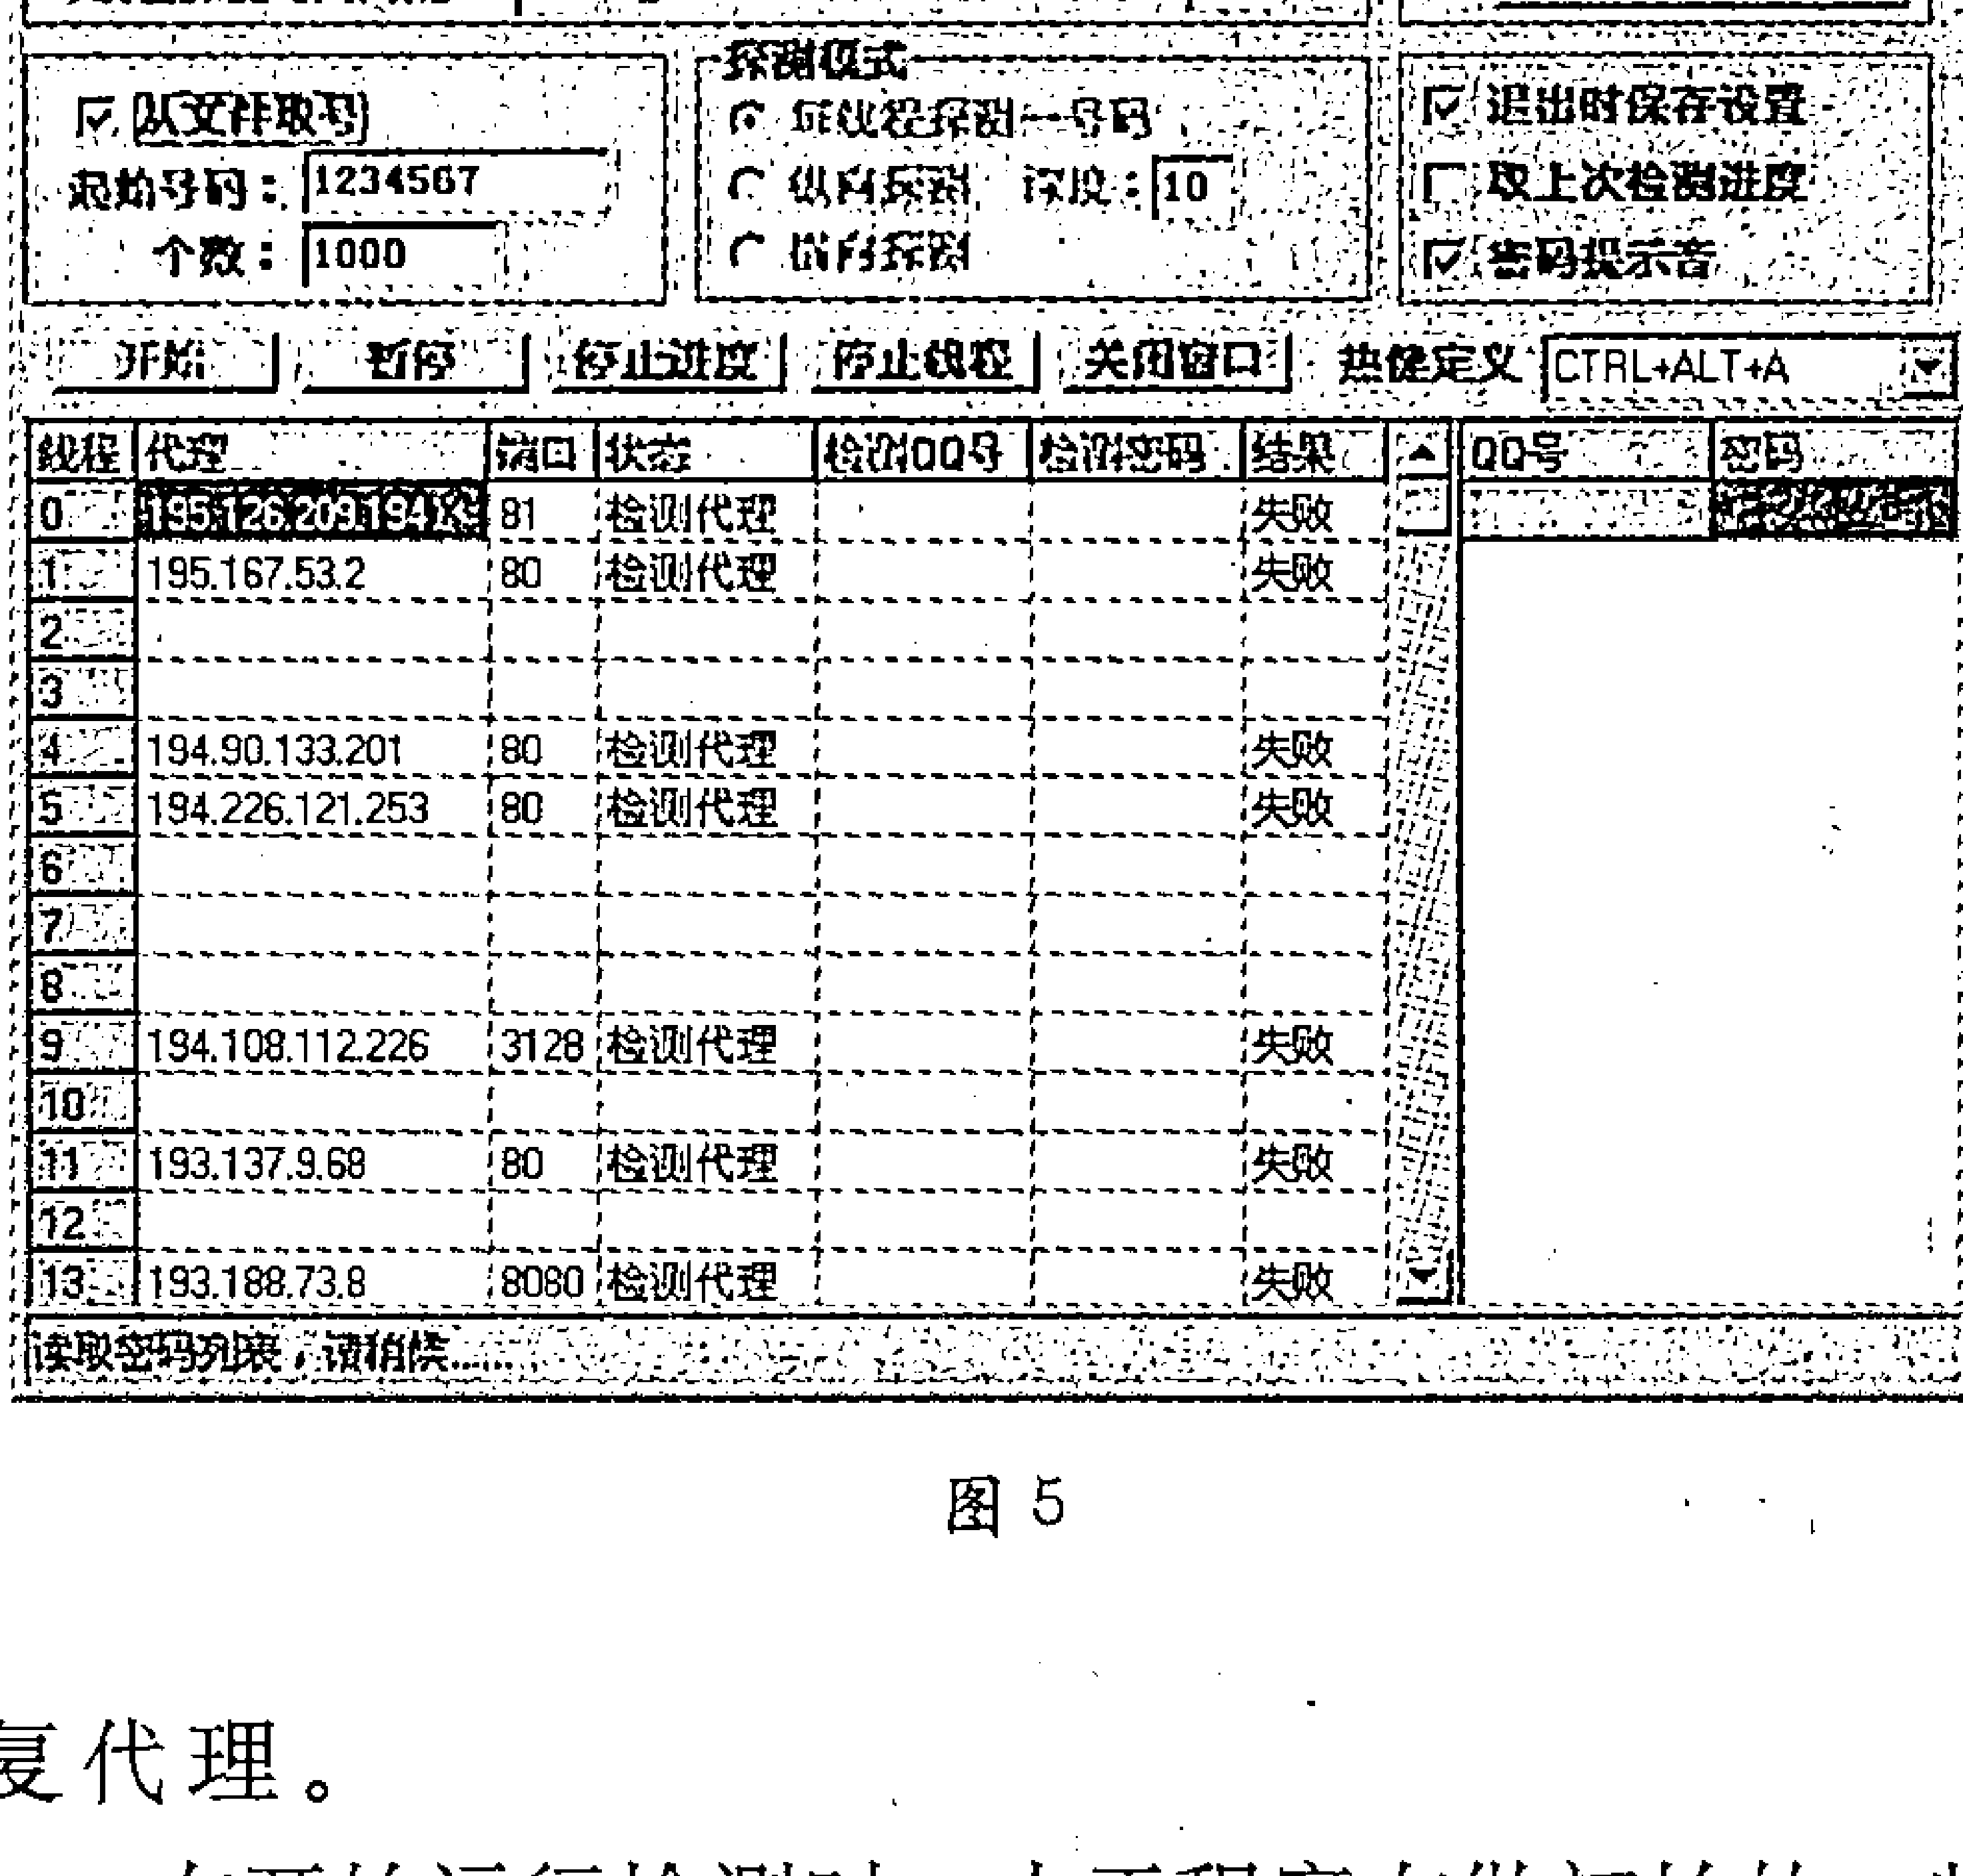 探测模式
从文件取号
每线程探测一号码
退出时保存设置
起始号码：1234567
纵向探测 深度：10
取上次检测进度
个数：1000
横向探测
密码提示音
开始 暂停 停止进度 停止线程 关闭窗口 热键定义 CTRL+ALT+A
线程 代理 端口 状态 检测QQ号 检测密码 结果 QQ号 密码
0 195.126.209.194 81 检测代理 失败
1 195.167.53.2 80 检测代理 失败
2
3
4 194.90.133.201 80 检测代理 失败
5 194.226.121.253 80 检测代理 失败
6
7
8
9 194.108.112.226 3128 检测代理 失败
10
11 193.137.9.68 80 检测代理 失败
12
13 193.188.73.8 8080 检测代理 失败
读取密码列表，请稍候......
图 5
复代理。